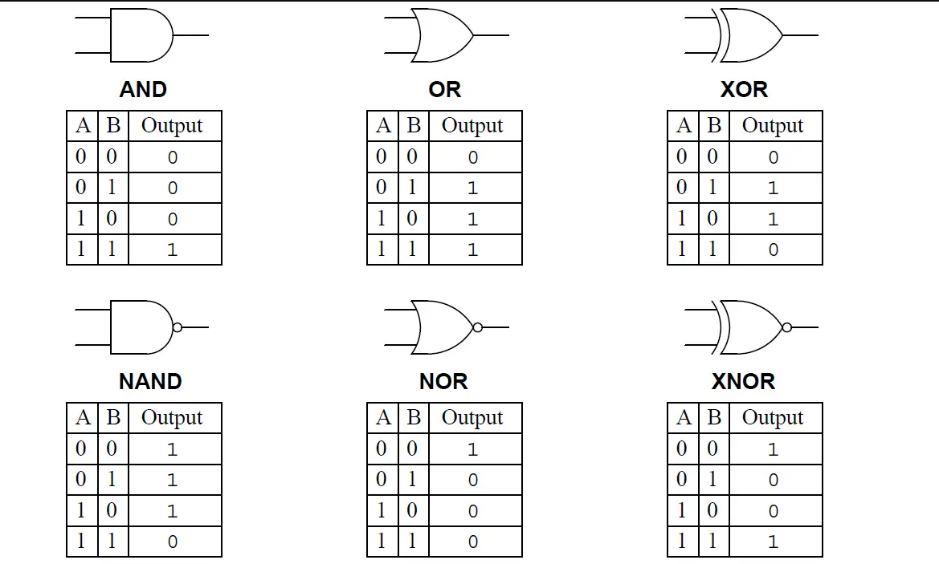 AND OR XOR
A B Output A B Output A B Output
0 0 0 0 0 0 0 0 0
0 1 0 0 1 1 0 1 1
1 0 0 1 0 1 1 0 1
1 1 1 1 1 1 1 1 0
NAND NOR XNOR
A B Output A B Output A B Output
0 0 1 0 0 1 0 0 1
0 1 1 0 1 0 0 1 0
1 0 1 1 0 0 1 0 0
1 1 0 1 1 0 1 1 1